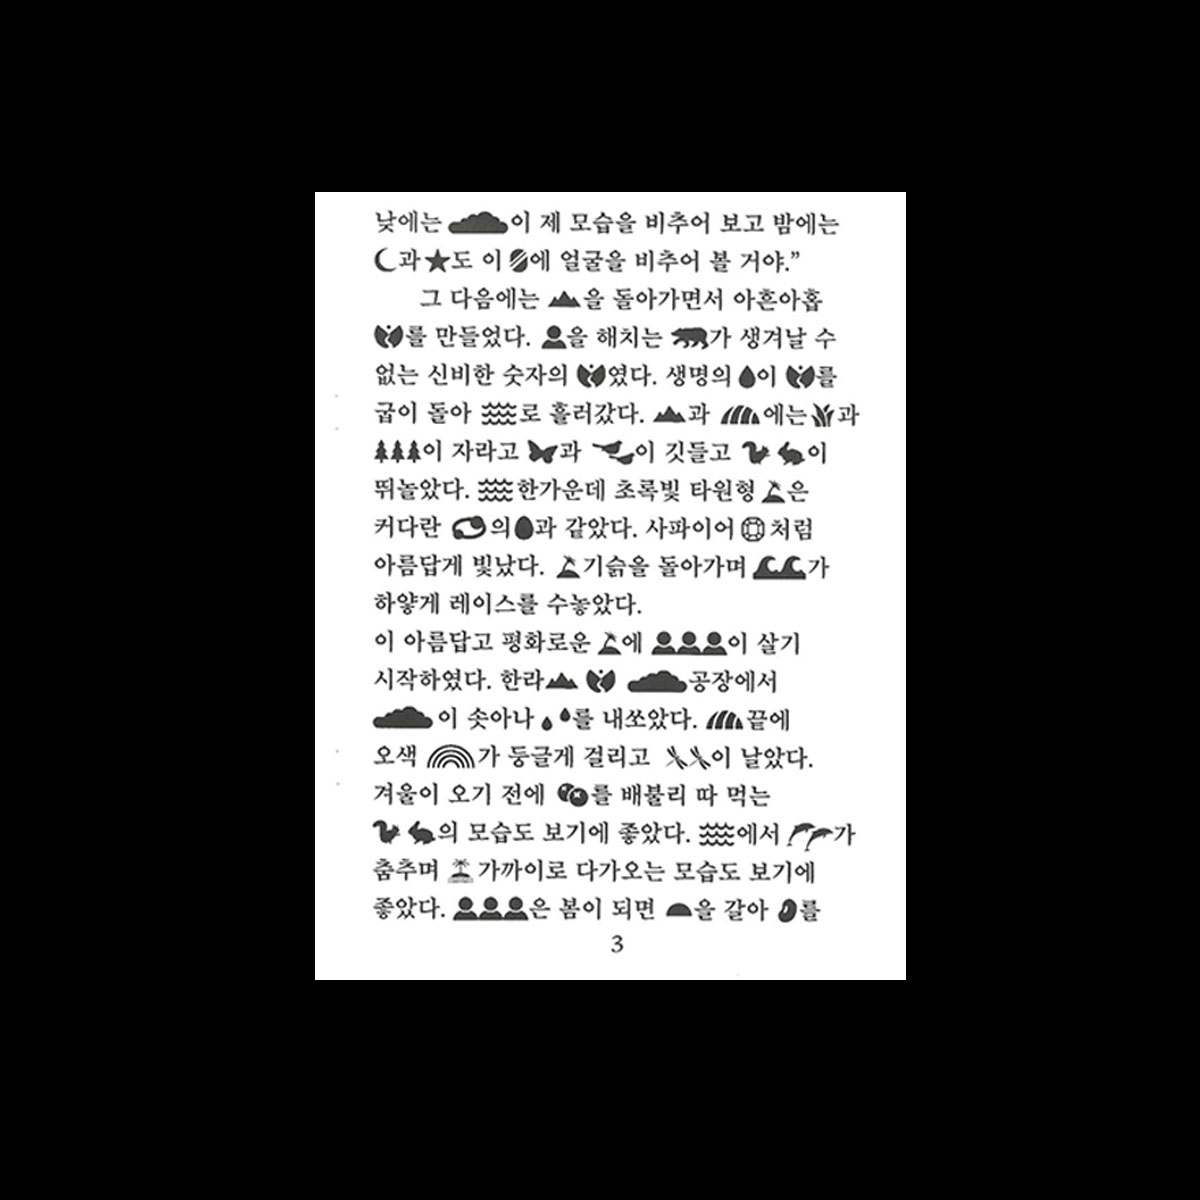 낮에는 이 제 모습을 비추어 보고 밤에는
과 도 이 에 얼굴을 비추어 볼 거야.”
그 다음에는 을 돌아가면서 아흔아홉
를 만들었다. 을 해치는 가 생겨날 수
없는 신비한 숫자의 였다. 생명의 이 를
굽이 돌아 로 흘러갔다. 과 에는 과
이 자라고 과 이 깃들고 이
뛰놀았다. 한가운데 초록빛 타원형 은
커다란 의 과 같았다. 사파이어 처럼
아름답게 빛났다. 기슭을 돌아가며 가
하얗게 레이스를 수놓았다.
이 아름답고 평화로운 에 이 살기
시작하였다. 한라 공장에서
이 솟아나 를 내쏘았다. 끝에
오색 가 둥글게 걸리고 이 날았다.
겨울이 오기 전에 를 배불리 따 먹는
의 모습도 보기에 좋았다. 에서 가
춤추며 가까이로 다가오는 모습도 보기에
좋았다. 은 봄이 되면 을 갈아 를
3